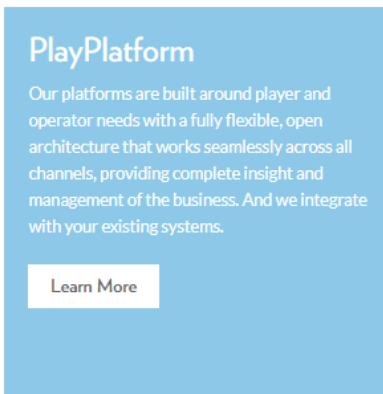 PlayPlatform
Our platforms are built around player and
operator needs with a fully flexible, open
architecture that works seamlessly across all
channels, providing complete insight and
management of the business. And we integrate
with your existing systems.
Learn More